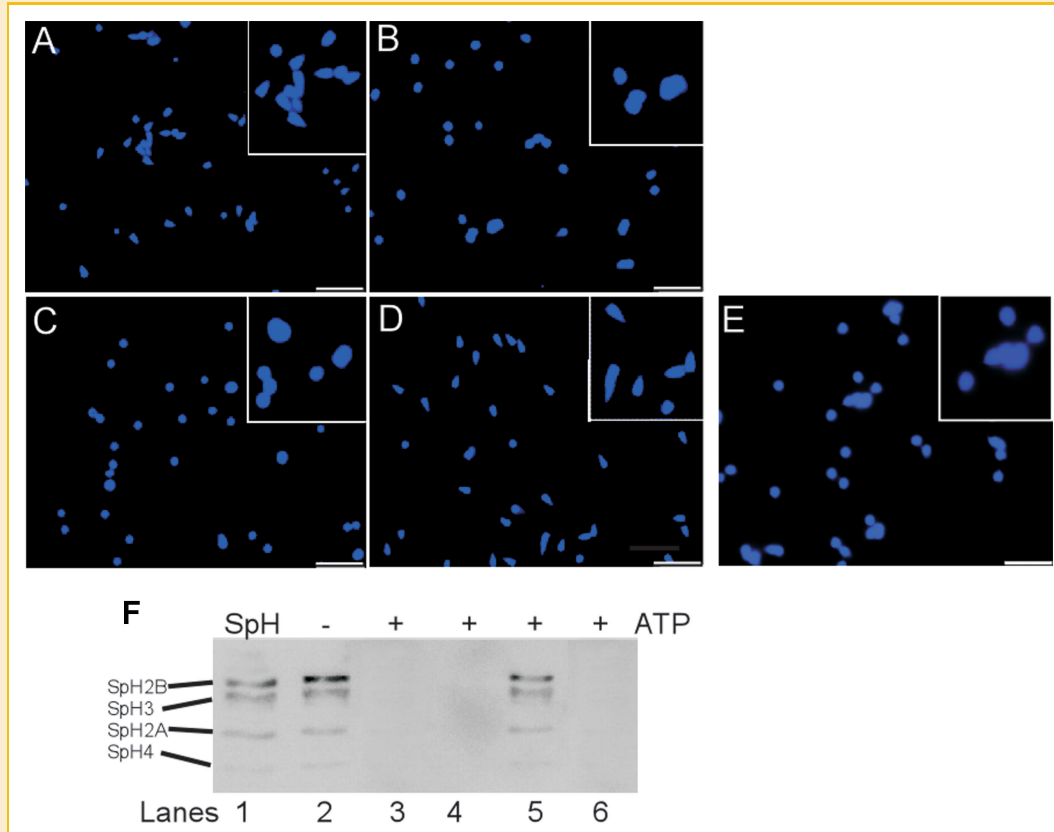 A
B
C
D
E
F
SpH - + + + + ATP
SpH2B
SpH3
SpH2A
SpH4
Lanes 1 2 3 4 5 6